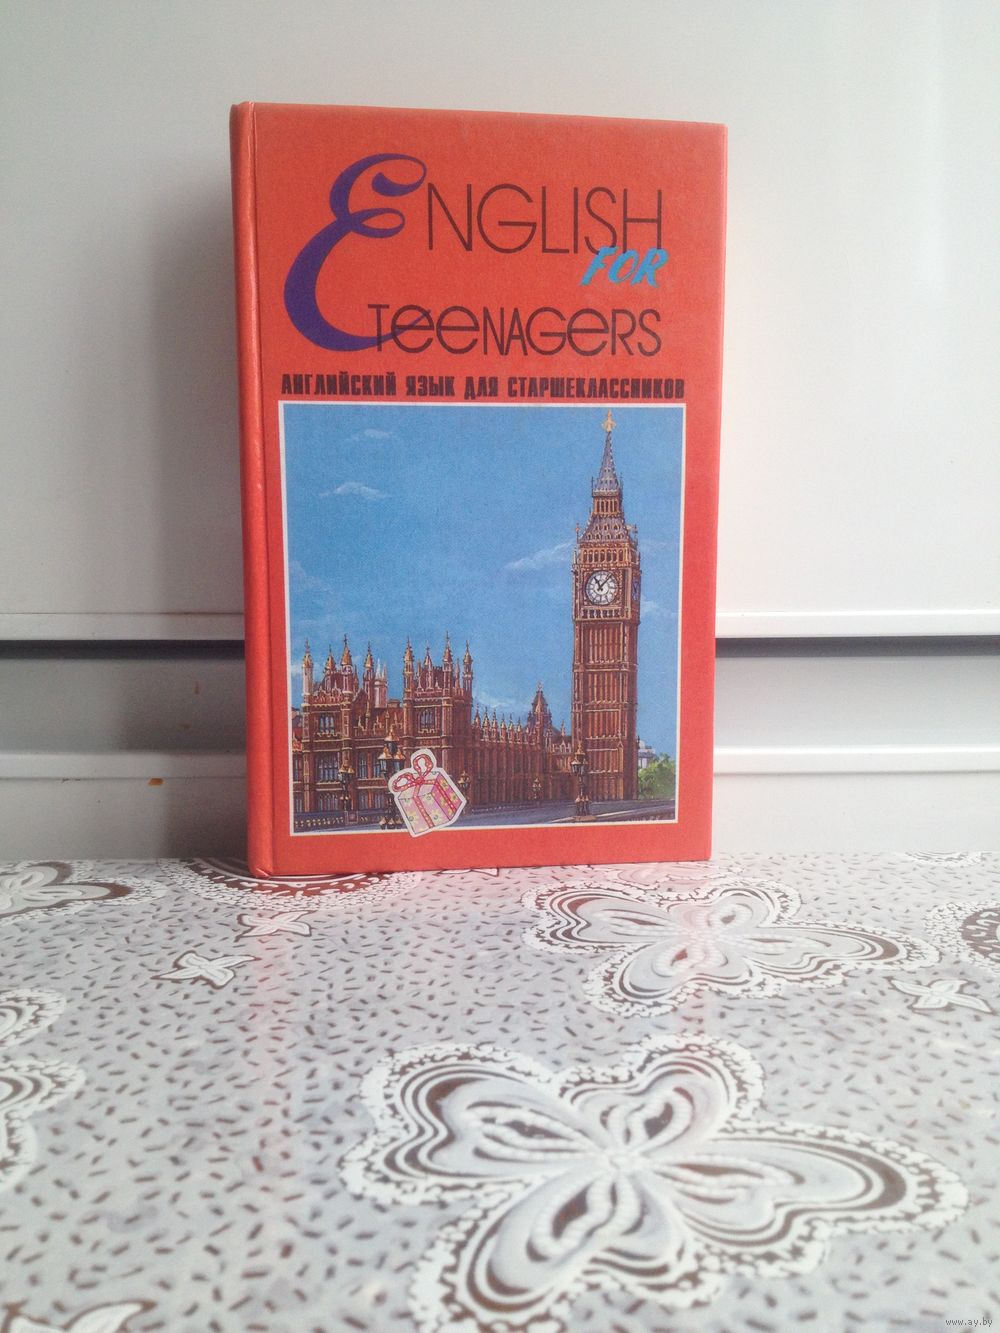 ENGLISH
FOR
TEENAGERS
АНГЛИЙСКИЙ ЯЗЫК ДЛЯ СТАРШЕКЛАССНИКОВ
www.ay.by